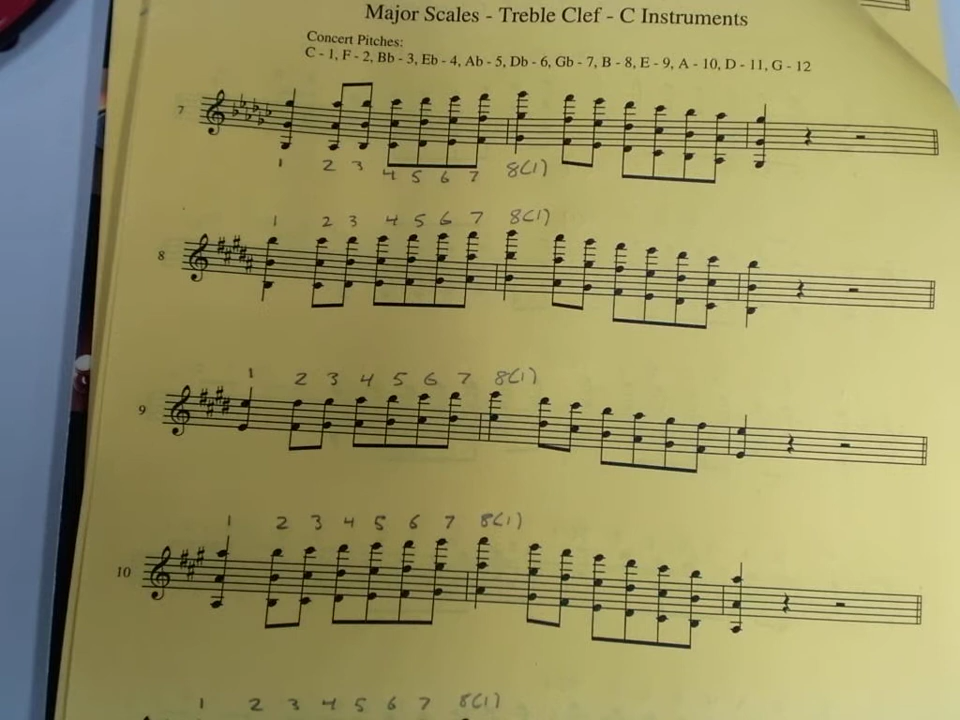 Major Scales - Treble Clef - C Instruments
Concert Pitches:
C - 1, F - 2, Bb - 3, Eb - 4, Ab - 5, Db - 6, Gb - 7, B - 8, E - 9, A - 10, D - 11, G - 12
7
1 2 3 4 5 6 7 8(1)
1 2 3 4 5 6 7 8(1)
8
1 2 3 4 5 6 7 8(1)
9
1 2 3 4 5 6 7 8(1)
10
1 2 3 4 5 6 7 8(1)